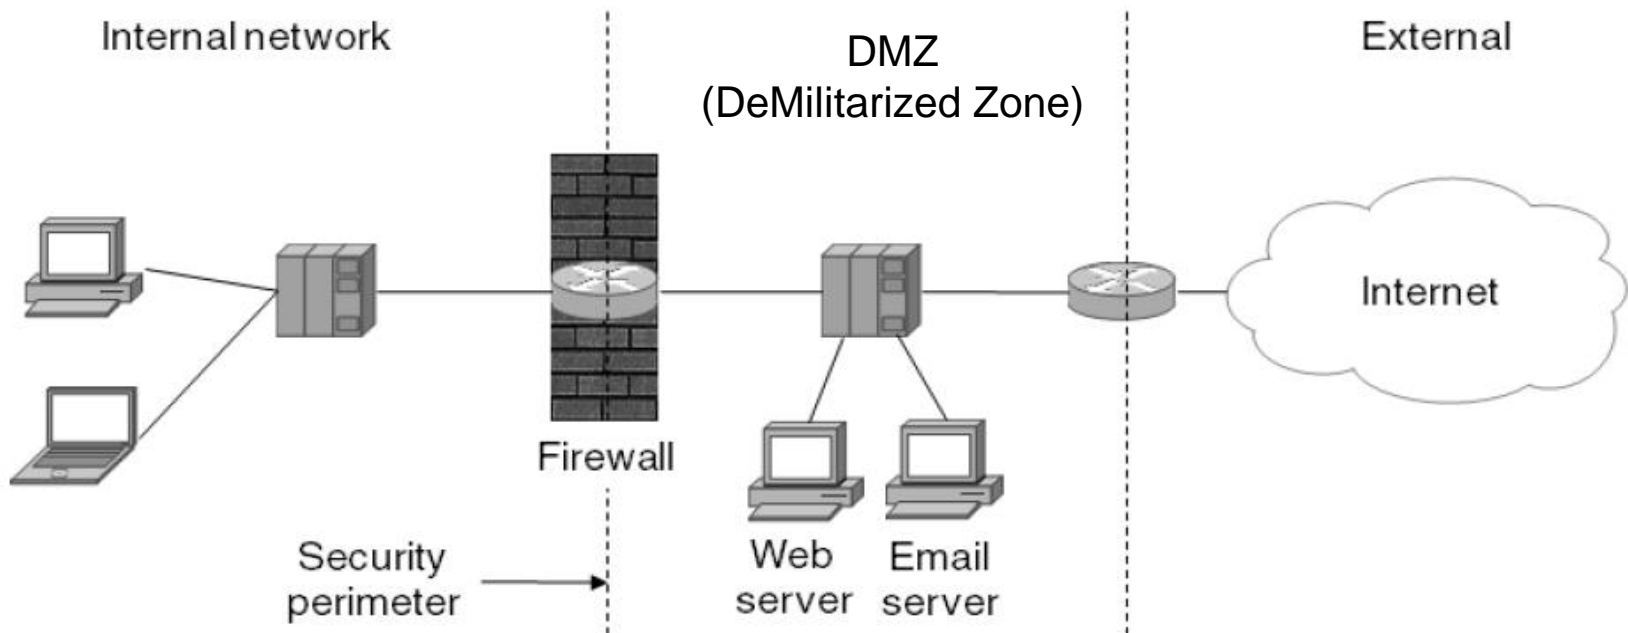 Internal network
DMZ
(DeMilitarized Zone)
External
Internet
Firewall
Security
perimeter
Web
server
Email
server